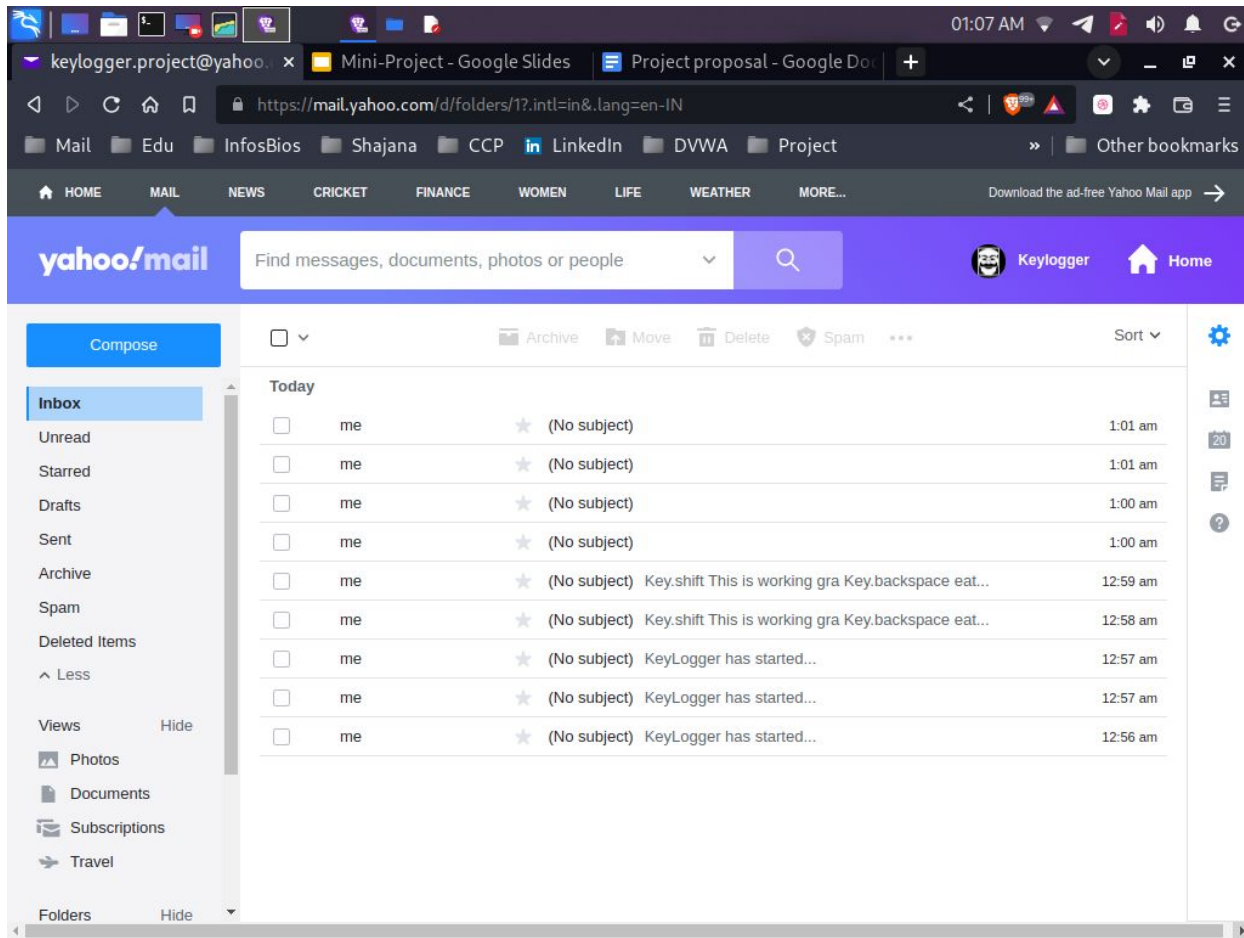 01:07 AM
keylogger.project@yahoo.
Mini-Project - Google Slides
Project proposal - Google Doc
https://mail.yahoo.com/d/folders/1?.intl=in&.lang=en-IN
99+
Mail Edu InfosBios Shajana CCP in LinkedIn DVWA Project » Other bookmarks
HOME MAIL NEWS CRICKET FINANCE WOMEN LIFE WEATHER MORE... Download the ad-free Yahoo Mail app
yahoo!mail Find messages, documents, photos or people Keylogger Home
Compose Archive Move Delete Spam Sort
Inbox
Unread
Starred
Drafts
Sent
Archive
Spam
Deleted Items
Less
Views Hide
Photos
Documents
Subscriptions
Travel
Folders Hide
Today
me (No subject) 1:01 am
me (No subject) 1:01 am
me (No subject) 1:00 am
me (No subject) 1:00 am
me (No subject) Key.shift This is working gra Key.backspace eat... 12:59 am
me (No subject) Key.shift This is working gra Key.backspace eat... 12:58 am
me (No subject) KeyLogger has started... 12:57 am
me (No subject) KeyLogger has started... 12:57 am
me (No subject) KeyLogger has started... 12:56 am
20